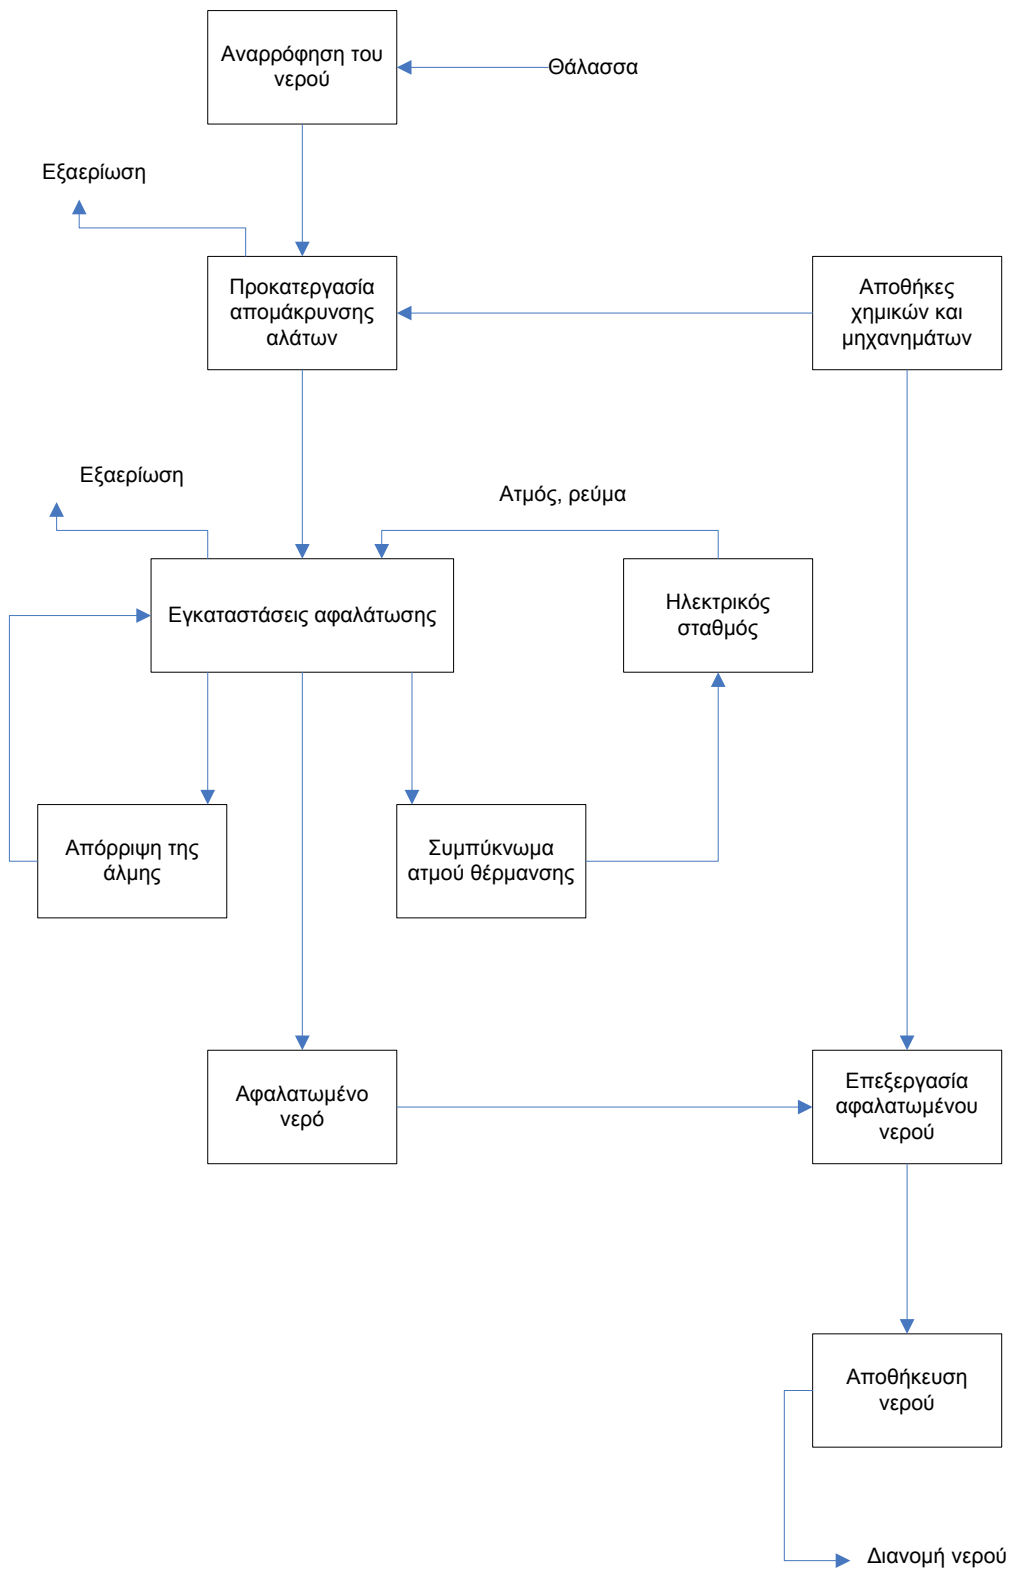 Αναρρόφηση του
νερού
Θάλασσα
Εξαερίωση
Προκατεργασία
απομάκρυνσης
αλάτων
Αποθήκες
χημικών και
μηχανημάτων
Εξαερίωση
Ατμός, ρεύμα
Εγκαταστάσεις αφαλάτωσης
Ηλεκτρικός
σταθμός
Απόρριψη της
άλμης
Συμπύκνωμα
ατμού θέρμανσης
Αφαλατωμένο
νερό
Επεξεργασία
αφαλατωμένου
νερού
Αποθήκευση
νερού
Διανομή νερού